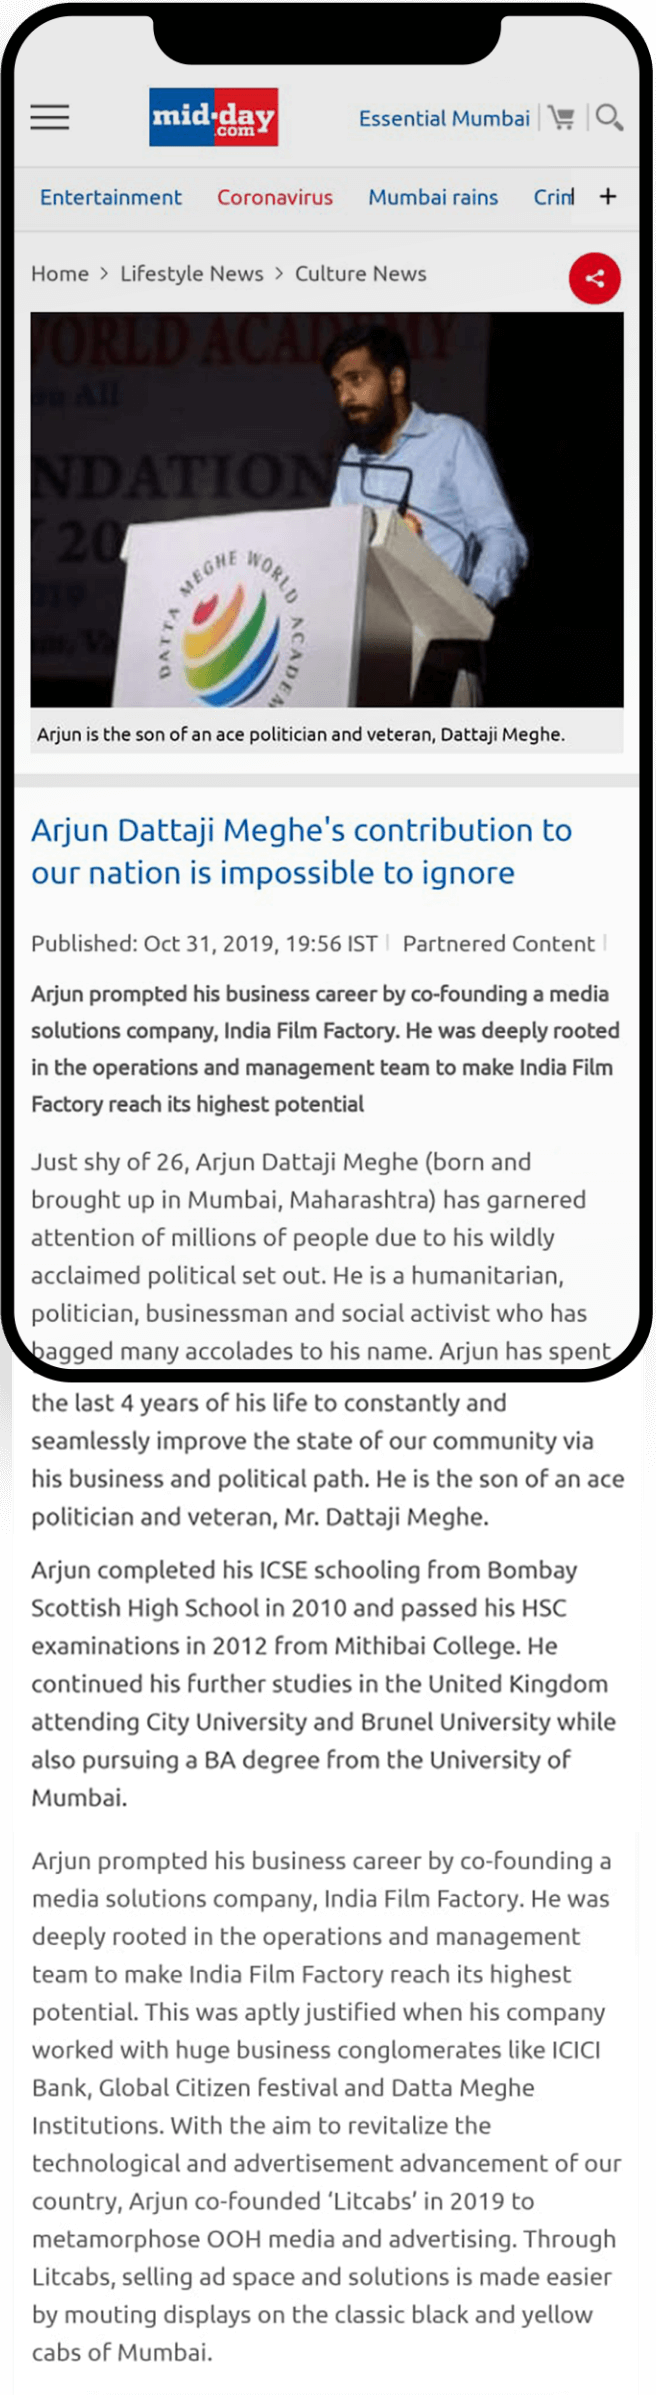 mid-day
.com
Essential Mumbai
Entertainment Coronavirus Mumbai rains Crim +
Home > Lifestyle News > Culture News
ORLD ACADEMY
All
NDATION
20
DATTA MEGHE WORLD ACADEM
Arjun is the son of an ace politician and veteran, Dattaji Meghe.
Arjun Dattaji Meghe's contribution to
our nation is impossible to ignore
Published: Oct 31, 2019, 19:56 IST | Partnered Content |
Arjun prompted his business career by co-founding a media
solutions company, India Film Factory. He was deeply rooted
in the operations and management team to make India Film
Factory reach its highest potential
Just shy of 26, Arjun Dattaji Meghe (born and
brought up in Mumbai, Maharashtra) has garnered
attention of millions of people due to his wildly
acclaimed political set out. He is a humanitarian,
politician, businessman and social activist who has
bagged many accolades to his name. Arjun has spent
the last 4 years of his life to constantly and
seamlessly improve the state of our community via
his business and political path. He is the son of an ace
politician and veteran, Mr. Dattaji Meghe.
Arjun completed his ICSE schooling from Bombay
Scottish High School in 2010 and passed his HSC
examinations in 2012 from Mithibai College. He
continued his further studies in the United Kingdom
attending City University and Brunel University while
also pursuing a BA degree from the University of
Mumbai.
Arjun prompted his business career by co-founding a
media solutions company, India Film Factory. He was
deeply rooted in the operations and management
team to make India Film Factory reach its highest
potential. This was aptly justified when his company
worked with huge business conglomerates like ICICI
Bank, Global Citizen festival and Datta Meghe
Institutions. With the aim to revitalize the
technological and advertisement advancement of our
country, Arjun co-founded ‘Litcabs’ in 2019 to
metamorphose OOH media and advertising. Through
Litcabs, selling ad space and solutions is made easier
by mouting displays on the classic black and yellow
cabs of Mumbai.